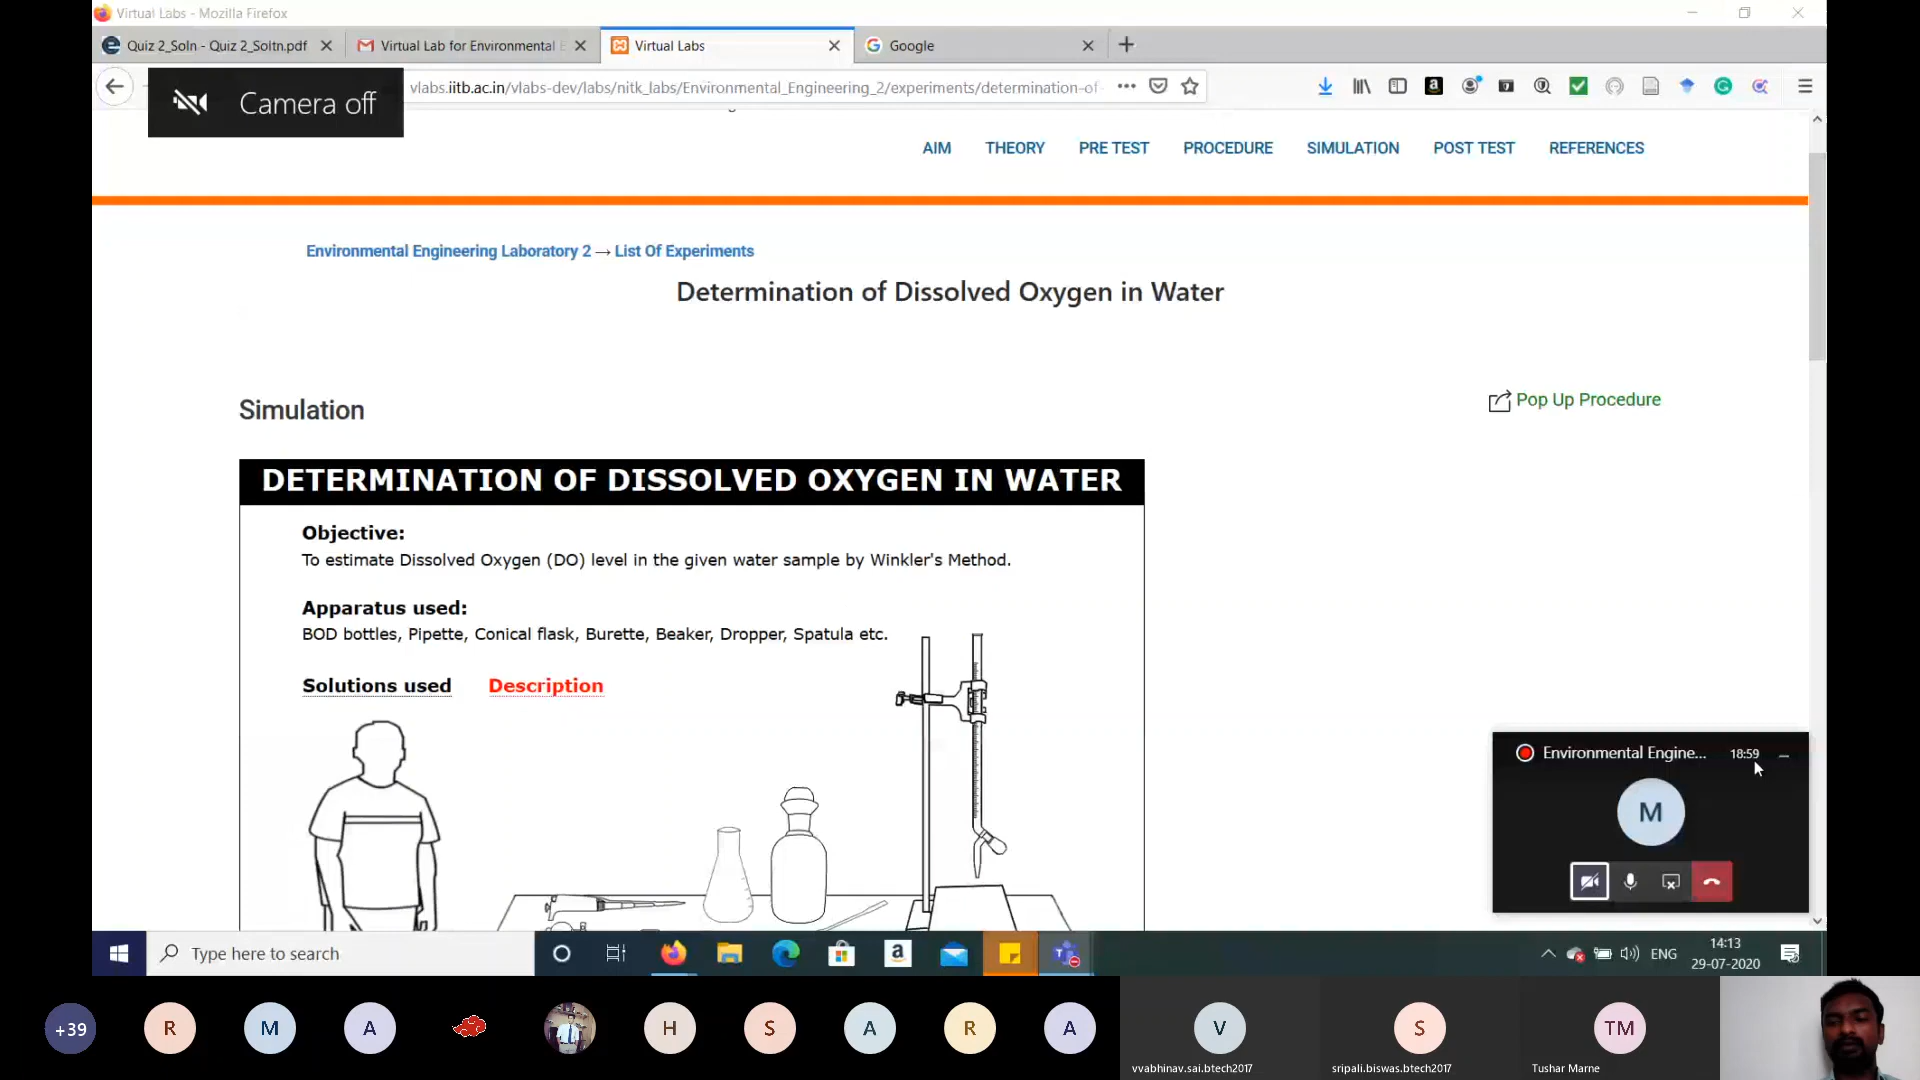 Virtual Labs - Mozilla Firefox
Quiz 2_Soln - Quiz 2_Soltn.pdf
Virtual Lab for Environmental E
Virtual Labs
Google
Camera off
vlabs.iitb.ac.in/vlabs-dev/labs/nitk_labs/Environmental_Engineering_2/experiments/determination-of
AIM THEORY PRE TEST PROCEDURE SIMULATION POST TEST REFERENCES
Environmental Engineering Laboratory 2 → List Of Experiments
Determination of Dissolved Oxygen in Water
Simulation
Pop Up Procedure
DETERMINATION OF DISSOLVED OXYGEN IN WATER
Objective:
To estimate Dissolved Oxygen (DO) level in the given water sample by Winkler's Method.
Apparatus used:
BOD bottles, Pipette, Conical flask, Burette, Beaker, Dropper, Spatula etc.
Solutions used Description
Environmental Engine... 18:59
M
Type here to search
ENG
14:13
29-07-2020
+39 R M A H S A R A V S TM
vvabhinav.sai.btech2017 sripali.biswas.btech2017 Tushar Marne